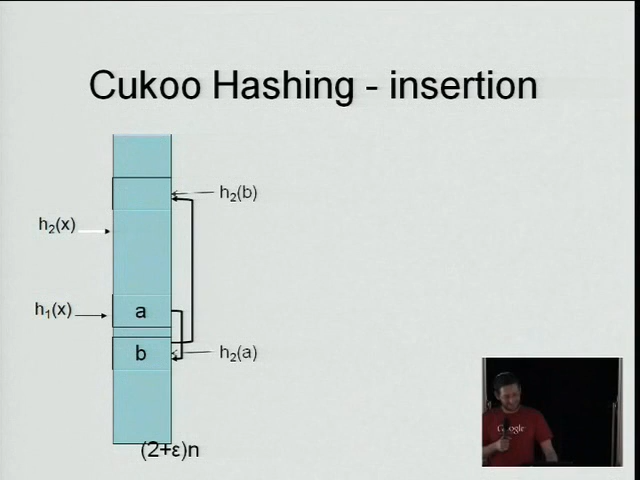 Cukoo Hashing - insertion
h₂(b)
h₂(x)
h₁(x)
a
b
h₂(a)
(2+ε)n
Google